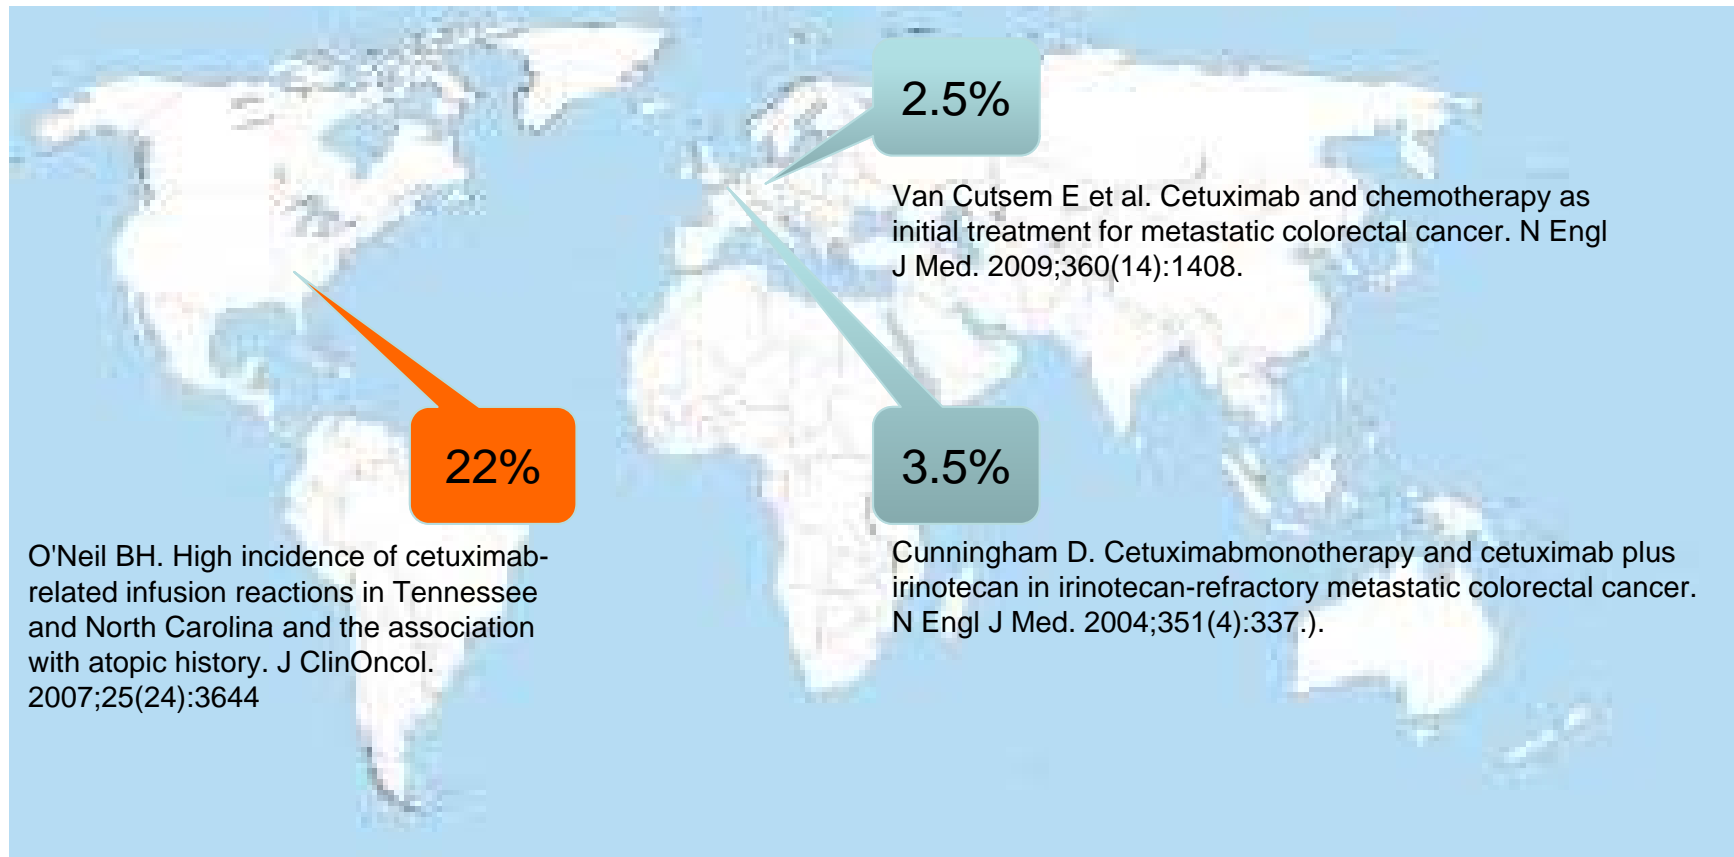 2.5%
Van Cutsem E et al. Cetuximab and chemotherapy as
initial treatment for metastatic colorectal cancer. N Engl
J Med. 2009;360(14):1408.
22%
O'Neil BH. High incidence of cetuximab-
related infusion reactions in Tennessee
and North Carolina and the association
with atopic history. J ClinOncol.
2007;25(24):3644
3.5%
Cunningham D. Cetuximabmonotherapy and cetuximab plus
irinotecan in irinotecan-refractory metastatic colorectal cancer.
N Engl J Med. 2004;351(4):337.).